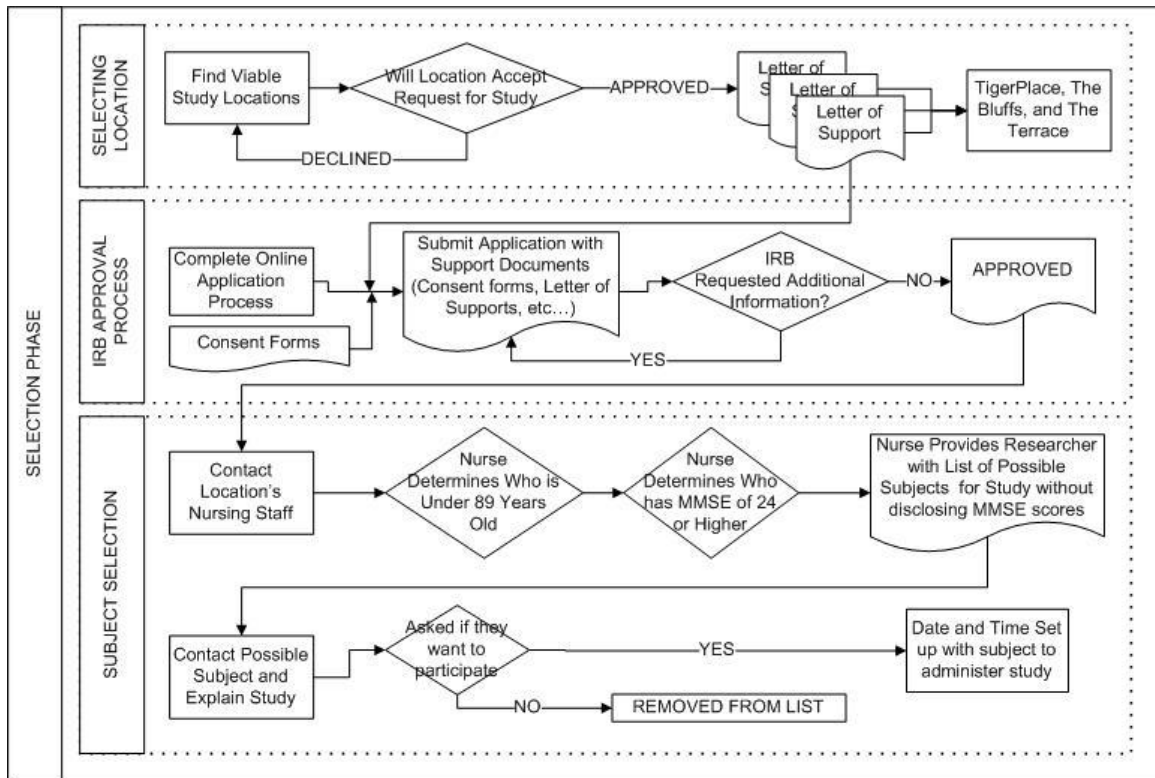 SELECTION PHASE
SELECTING
LOCATION
Find Viable
Study Locations
Will Location Accept
Request for Study
APPROVED
DECLINED
Letter of
S
Letter of
S
Letter of
Support
TigerPlace, The
Bluffs, and The
Terrace
IRB APPROVAL
PROCESS
Complete Online
Application
Process
Consent Forms
Submit Application with
Support Documents
(Consent forms, Letter of
Supports, etc…)
IRB
Requested Additional
Information?
NO
APPROVED
YES
SUBJECT SELECTION
Contact
Location's
Nursing Staff
Nurse
Determines Who is
Under 89 Years
Old
Nurse
Determines Who
has MMSE of 24
or Higher
Nurse Provides Researcher
with List of Possible
Subjects for Study without
disclosing MMSE scores
Contact Possible
Subject and
Explain Study
Asked if they
want to
participate
YES
Date and Time Set
up with subject to
administer study
NO
REMOVED FROM LIST